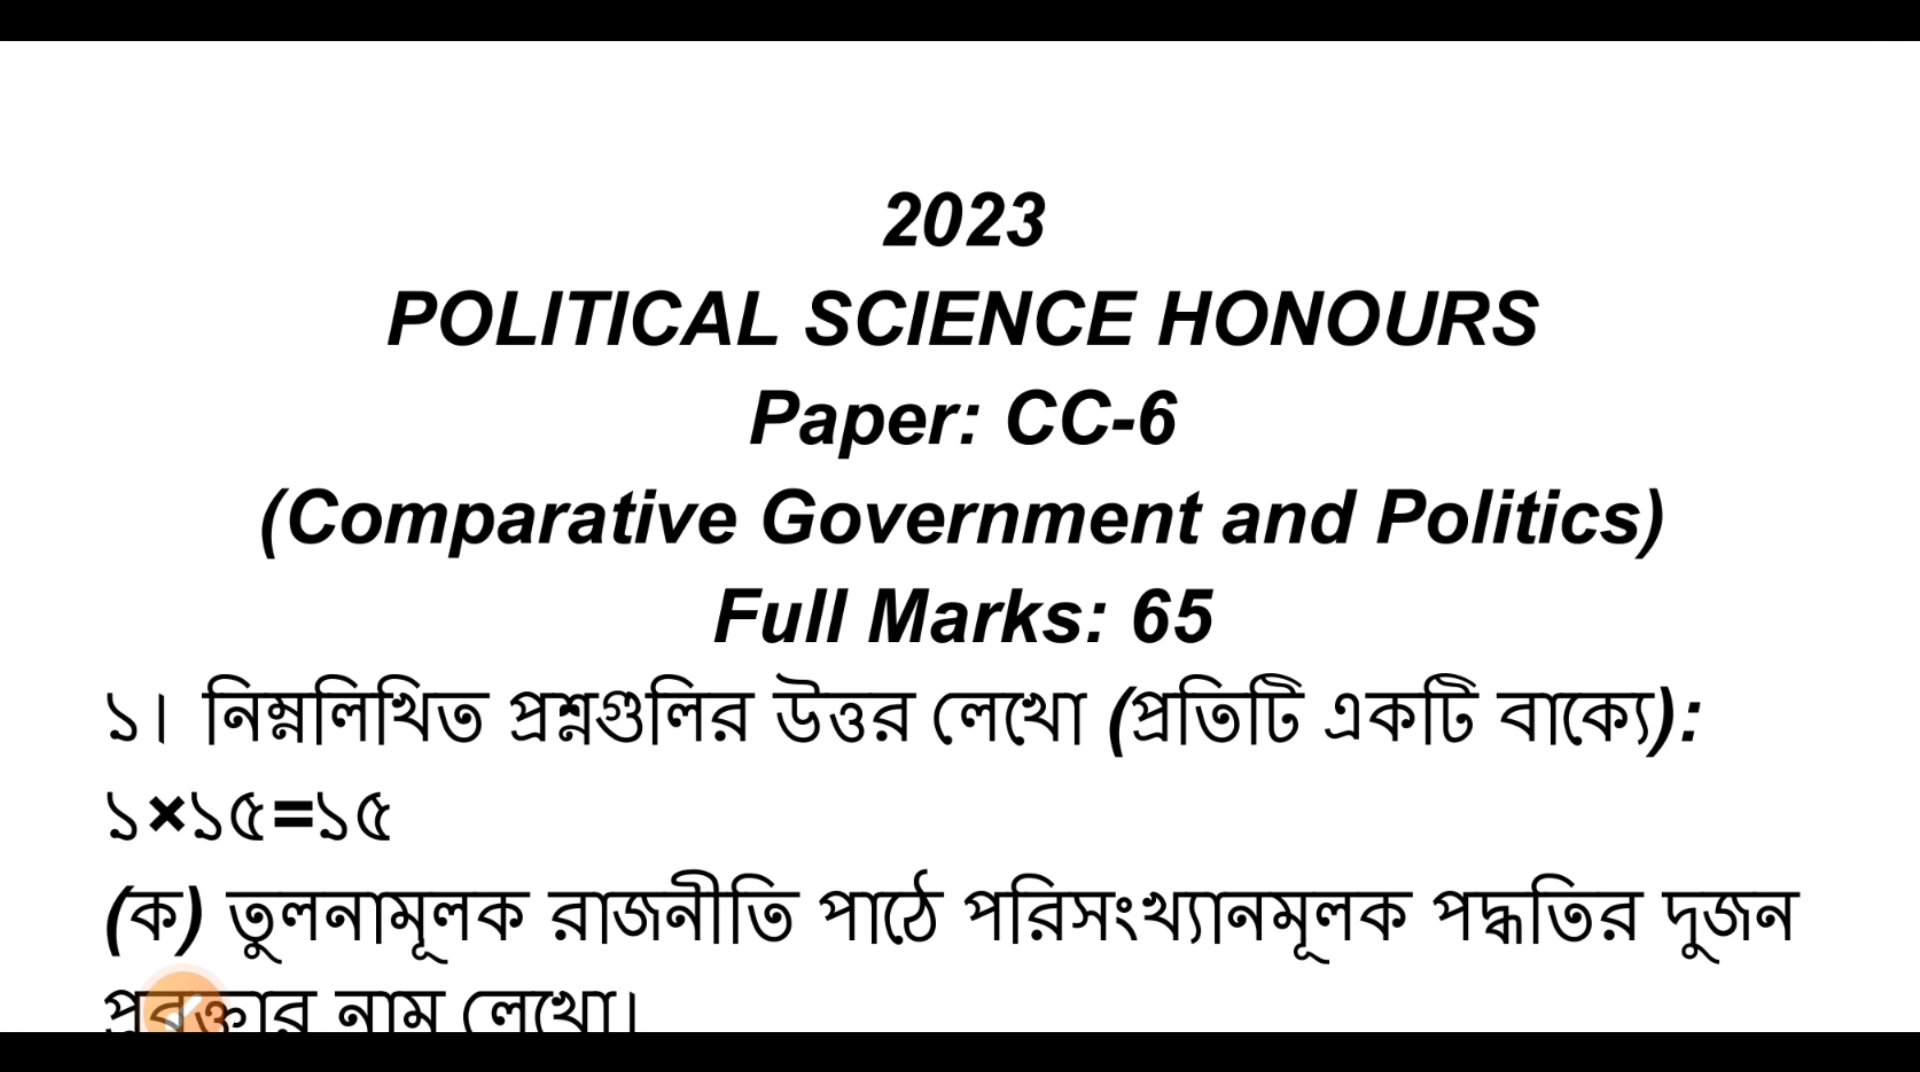 2023
POLITICAL SCIENCE HONOURS
Paper: CC-6
(Comparative Government and Politics)
Full Marks: 65
১। নিম্নলিখিত প্রশ্নগুলির উত্তর লেখো (প্রতিটি একটি বাক্যে):
১×১৫=১৫
(ক) তুলনামূলক রাজনীতি পাঠে পরিসংখ্যানমূলক পদ্ধতির দুজন
প্রবক্তার নাম লেখো।